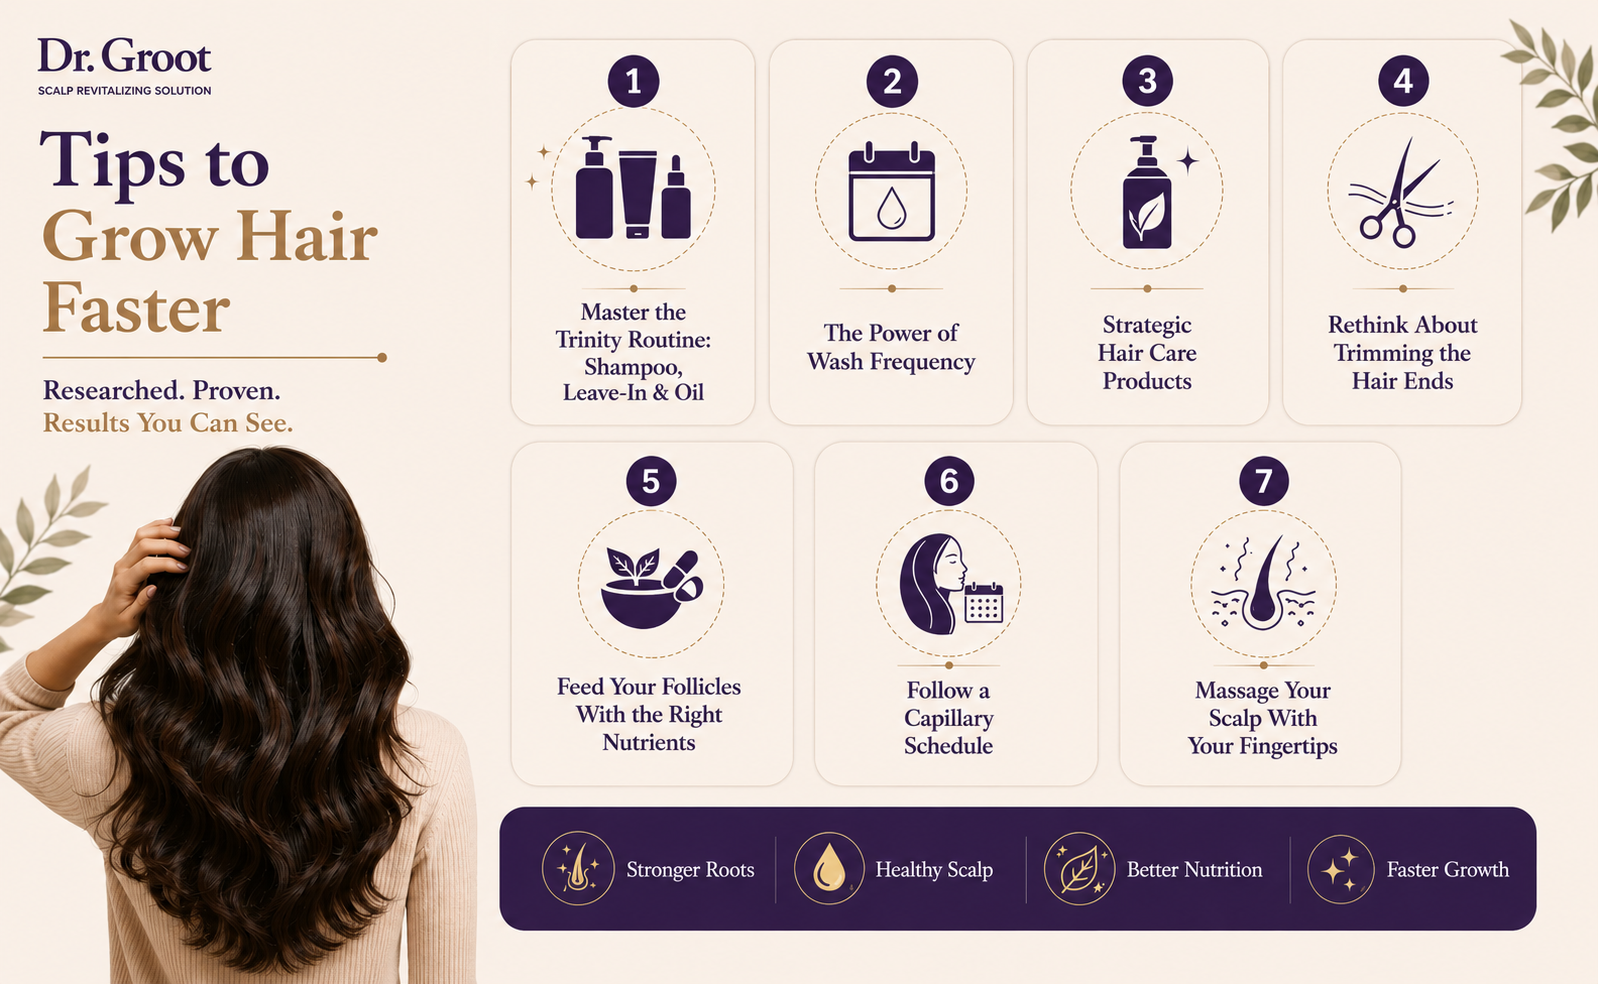 Dr. Groot
SCALP REVITALIZING SOLUTION
Tips to
Grow Hair
Faster
Researched. Proven.
Results You Can See.
1
Master the
Trinity Routine:
Shampoo,
Leave-In & Oil
2
The Power of
Wash Frequency
3
Strategic
Hair Care
Products
4
Rethink About
Trimming the
Hair Ends
5
Feed Your Follicles
With the Right
Nutrients
6
Follow a
Capillary
Schedule
7
Massage Your
Scalp With
Your Fingertips
Stronger Roots
Healthy Scalp
Better Nutrition
Faster Growth